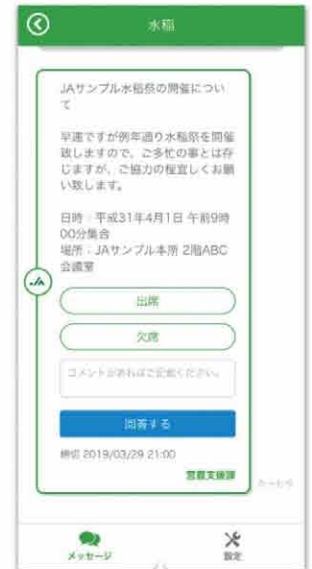 水稲
JAサンプル水稲祭の開催につい
て
早速ですが例年通り水稲祭を開催
致しますので、ご多忙の事とは存
じますが、ご協力の程宜しくお願
い致します。
日時：平成31年4月1日 午前9時
00分集合
場所：JAサンプル本所 2階ABC
会議室
JA
出席
欠席
コメントがあればご記載ください。
回答する
締切 2019/03/29 21:00
営農支援課
メッセージ
設定